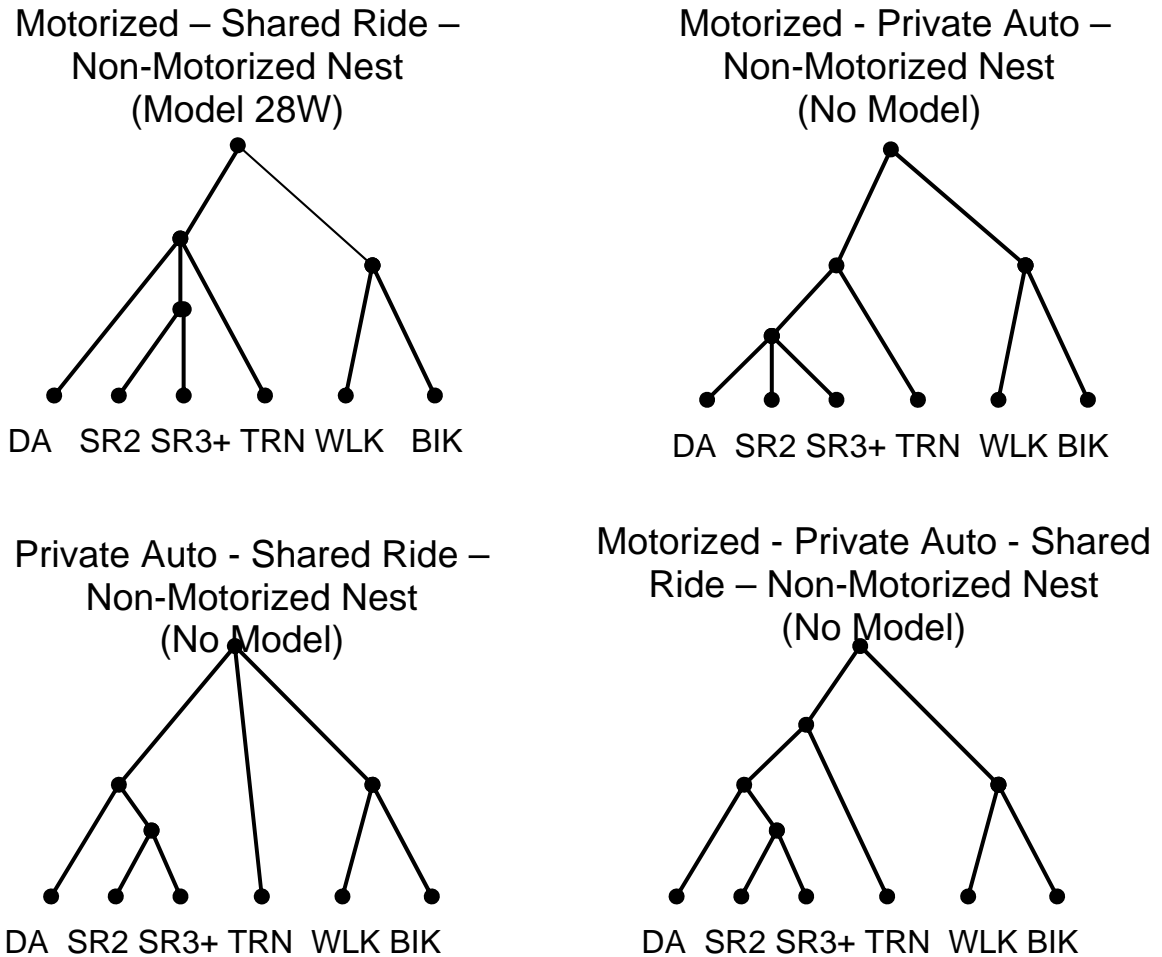 Motorized – Shared Ride –
Non-Motorized Nest
(Model 28W)
DA SR2 SR3+ TRN WLK BIK
Motorized - Private Auto –
Non-Motorized Nest
(No Model)
DA SR2 SR3+ TRN WLK BIK
Private Auto - Shared Ride –
Non-Motorized Nest
(No Model)
DA SR2 SR3+ TRN WLK BIK
Motorized - Private Auto - Shared
Ride – Non-Motorized Nest
(No Model)
DA SR2 SR3+ TRN WLK BIK